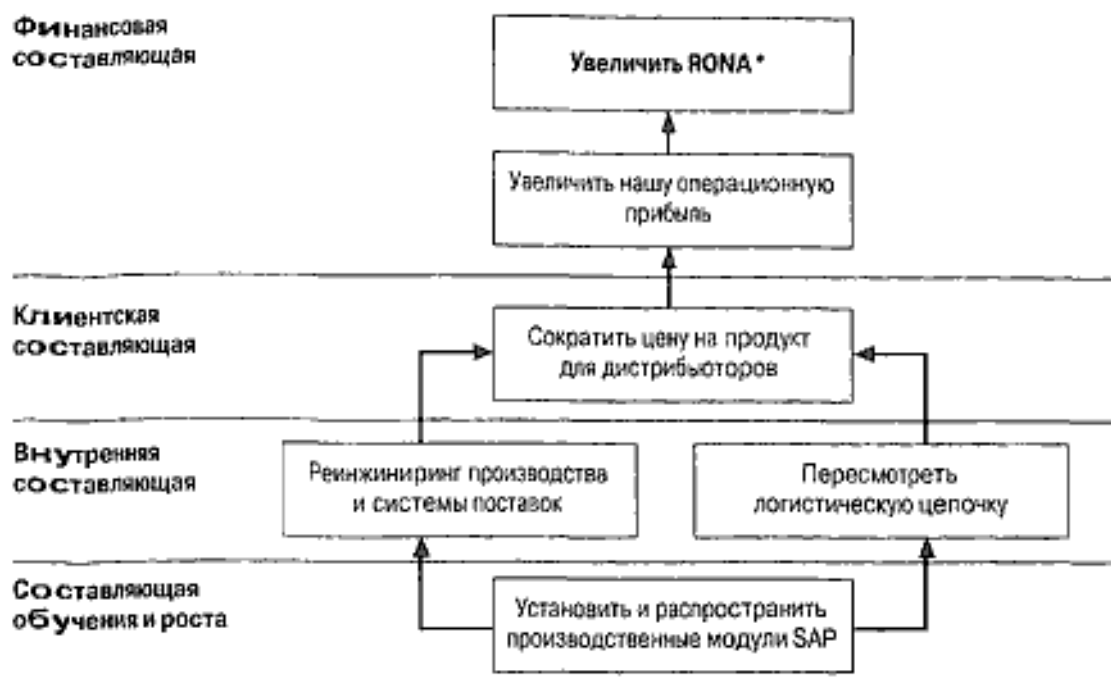 Финансовая
составляющая
Увеличить RONA*
Увеличить нашу операционную
прибыль
Клиентская
составляющая
Сократить цену на продукт
для дистрибьюторов
Внутренняя
составляющая
Реинжиниринг производства
и системы поставок
Пересмотреть
логистическую цепочку
Составляющая
обучения и роста
Установить и распространить
производственные модули SAP